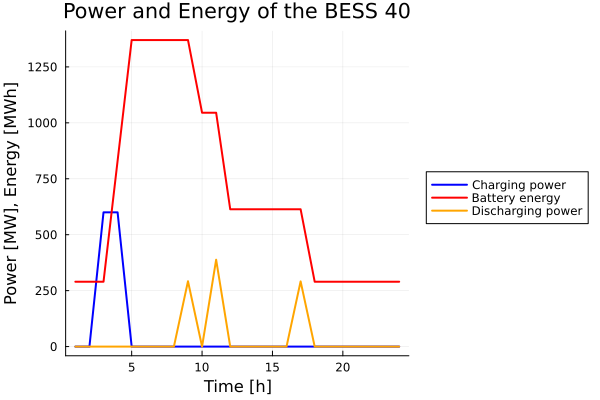 Power and Energy of the BESS 40
Power [MW], Energy [MWh]
1250
1000
750
500
250
0
5
10
15
20
Time [h]
Charging power
Battery energy
Discharging power